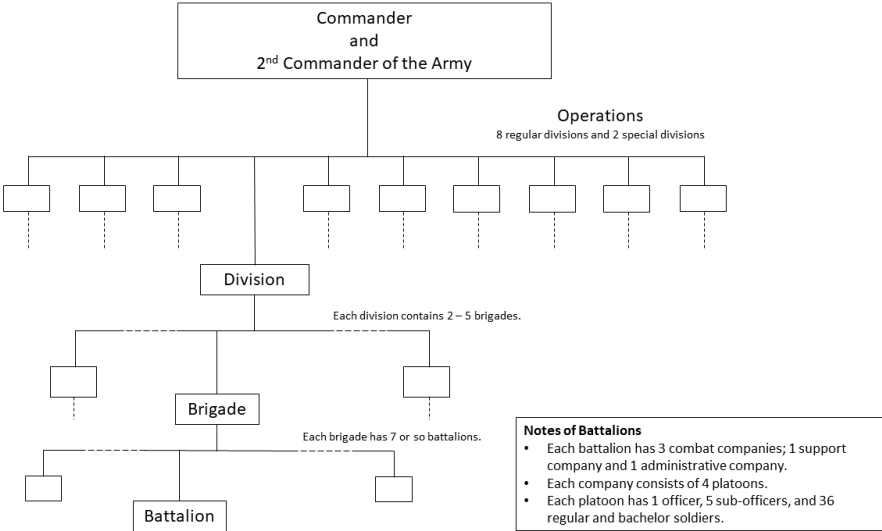 Commander
and
2nd Commander of the Army
Operations
8 regular divisions and 2 special divisions
Division
Each division contains 2 – 5 brigades.
Brigade
Each brigade has 7 or so battalions.
Battalion
Notes of Battalions
• Each battalion has 3 combat companies; 1 support
company and 1 administrative company.
• Each company consists of 4 platoons.
• Each platoon has 1 officer, 5 sub-officers, and 36
regular and bachelor soldiers.